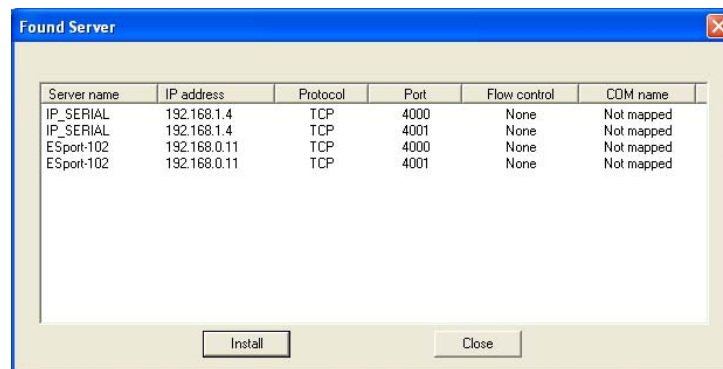 Found Server
Server name IP address Protocol Port Flow control COM name
IP_SERIAL 192.168.1.4 TCP 4000 None Not mapped
IP_SERIAL 192.168.1.4 TCP 4001 None Not mapped
ESport-102 192.168.0.11 TCP 4000 None Not mapped
ESport-102 192.168.0.11 TCP 4001 None Not mapped
Install Close